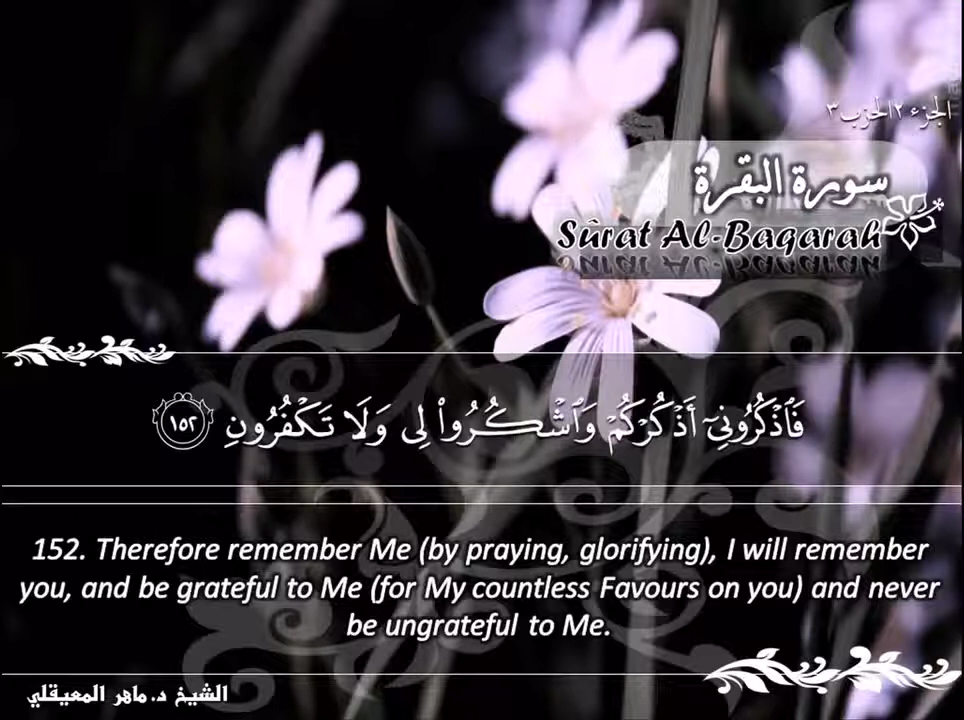 الجزء ٢ الحزب ٣
سورة البقرة
Sûrat Al-Baqarah
فَٱذْكُرُونِىٓ أَذْكُرْكُمْ وَٱشْكُرُوا۟ لِى وَلَا تَكْفُرُونِ ١٥٢
152. Therefore remember Me (by praying, glorifying), I will remember
you, and be grateful to Me (for My countless Favours on you) and never
be ungrateful to Me.
الشيخ د. ماهر المعيقلي